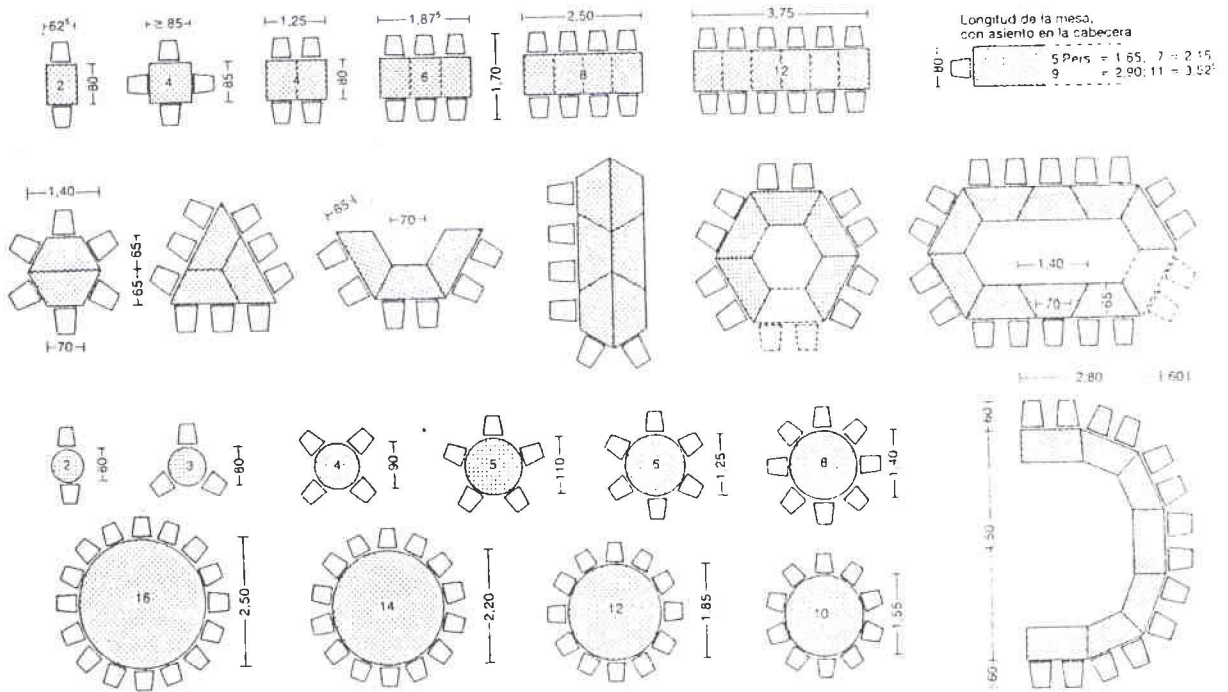 62⁵ ≥ 85 1,25 1,87⁵ 2,50 3,75
Longitud de la mesa,
con asiento en la cabecera
2 80 4 85 4 80 6 1,70 8 12 80
5 Pers = 1.65, 7 = 2.15
9 = 2.90; 11 = 3.52⁵
1,40 65 70
65 65
1,40
70 65
70
2,80 60
2 60 3 80 4 90 5 110 6 1,25 8 1,40
60
4,50
16 2,50 14 2,20 12 1,85 10 1,55
60